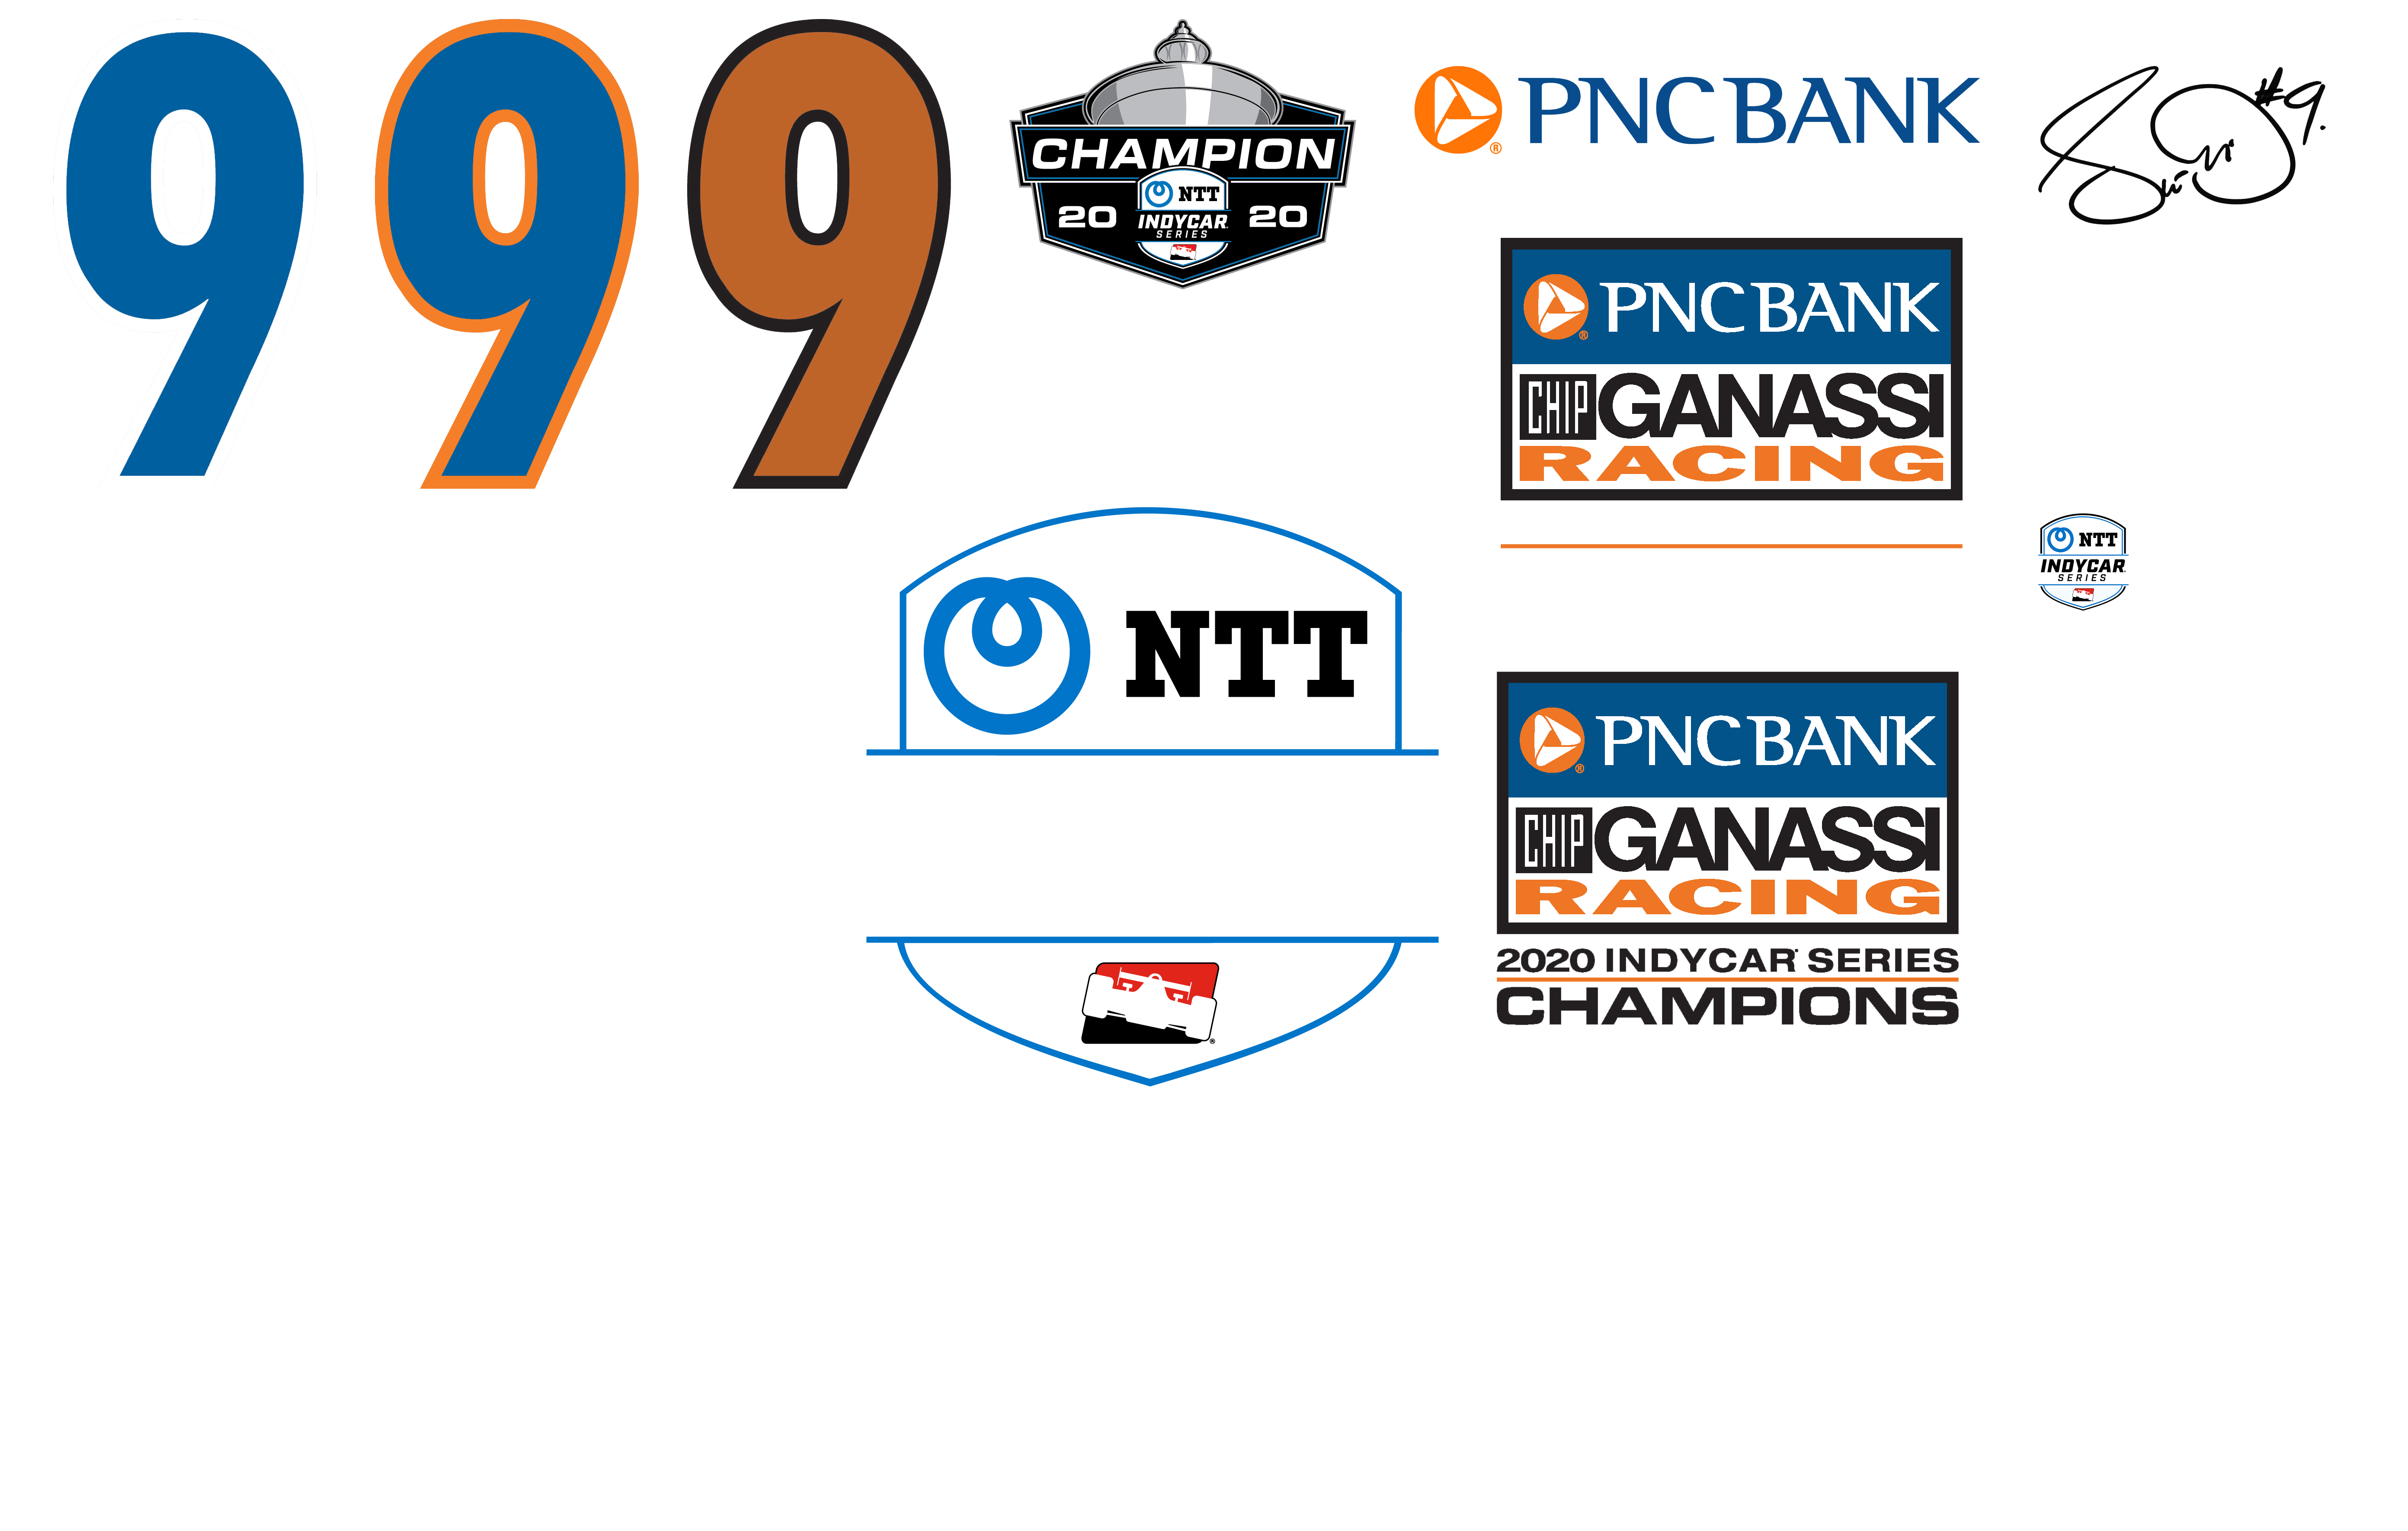 9 9 9
CHAMPION
NTT
20 20
INDYCAR
SERIES
PNC BANK
®
#9.
PNC BANK
®
CHIP GANASSI
RACING
NTT
INDYCAR
SERIES
NTT
®
PNC BANK
®
CHIP GANASSI
RACING
2020 INDYCAR SERIES
CHAMPIONS